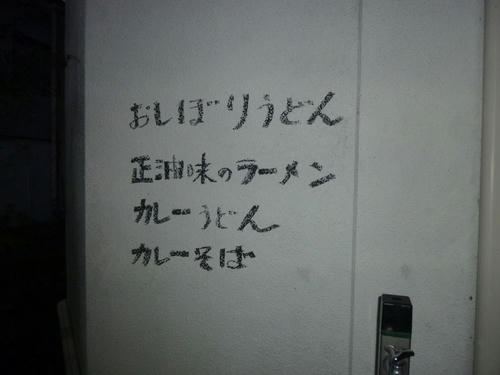 おしぼりうどん
正油味のラーメン
カレーうどん
カレーそば